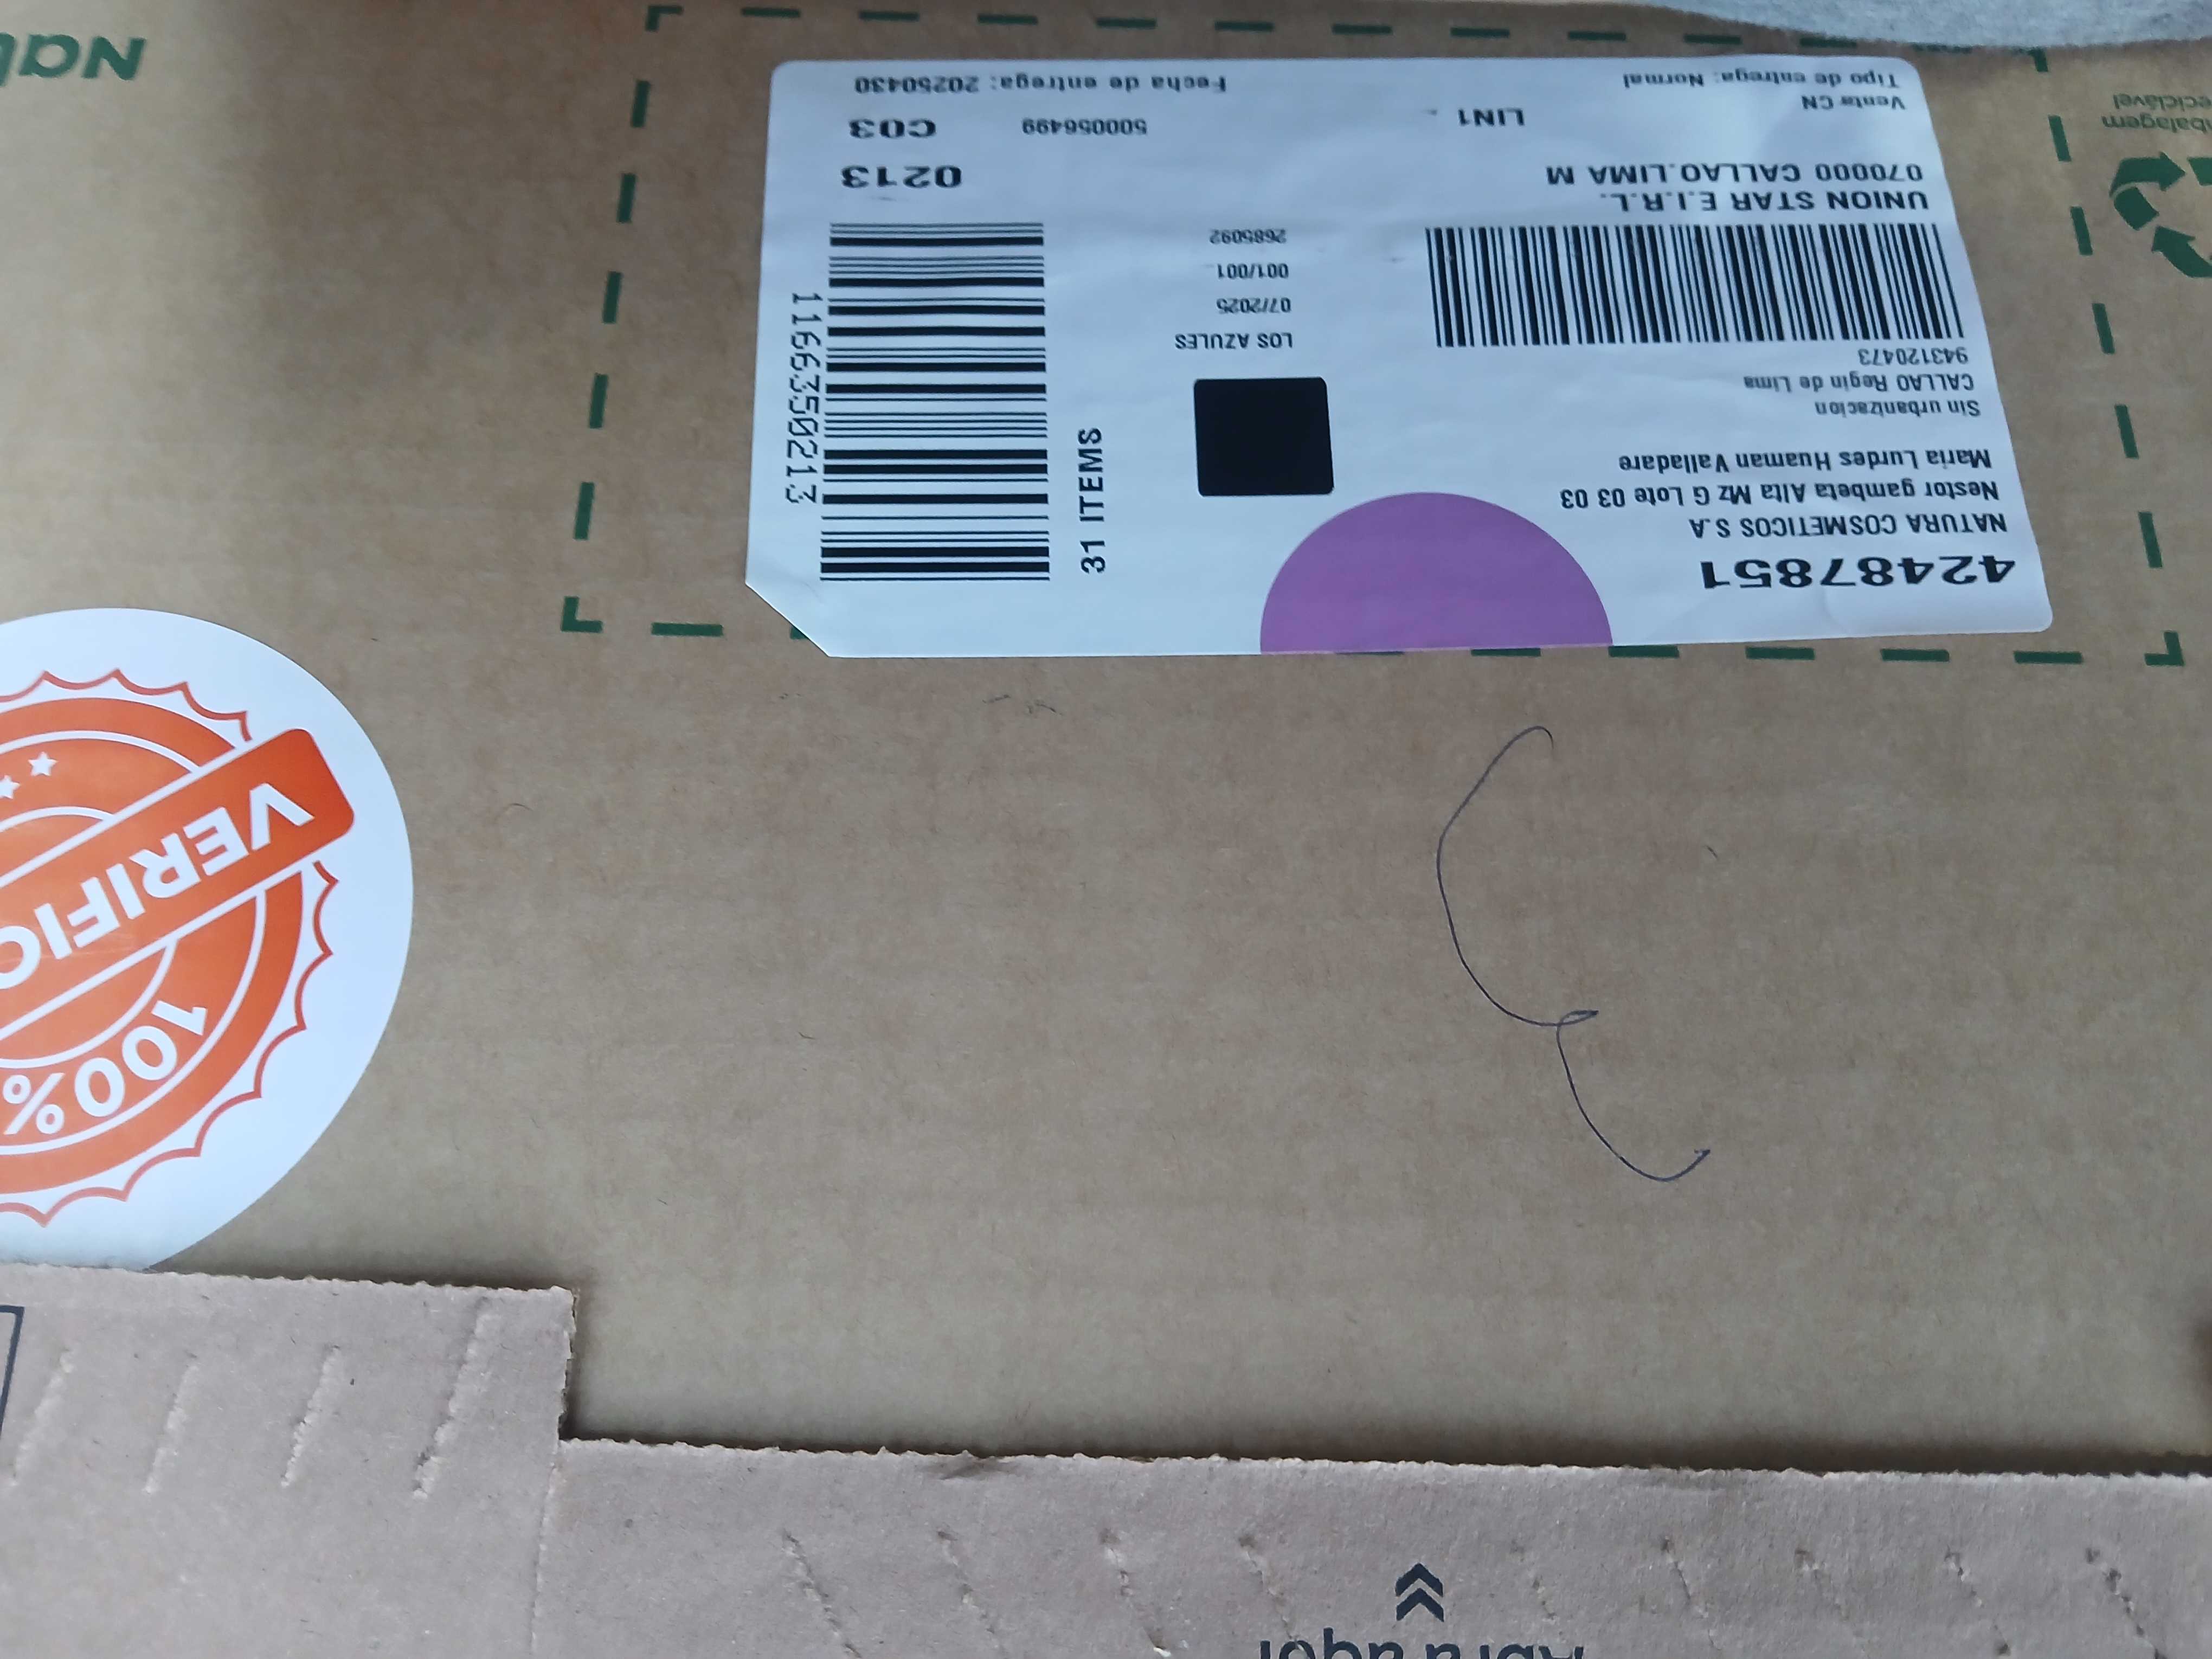 42487851
NATURA COSMETICOS S.A
Nestor gambeta Alta Mz G Lote 03 03
Maria Lurdes Huaman Valladare
Sin urbanizacion
CALLAO Regin de Lima
943120473
UNION STAR E.I.R.L.
070000 CALLAO.LIMA M
Venta CN
LIN1
Tipo de entrega: Normal
LOS AZULES
07/2025
001/001
2685092
31 ITEMS
1166350213
0213
500056499
C03
Fecha de entrega: 20250430
100%